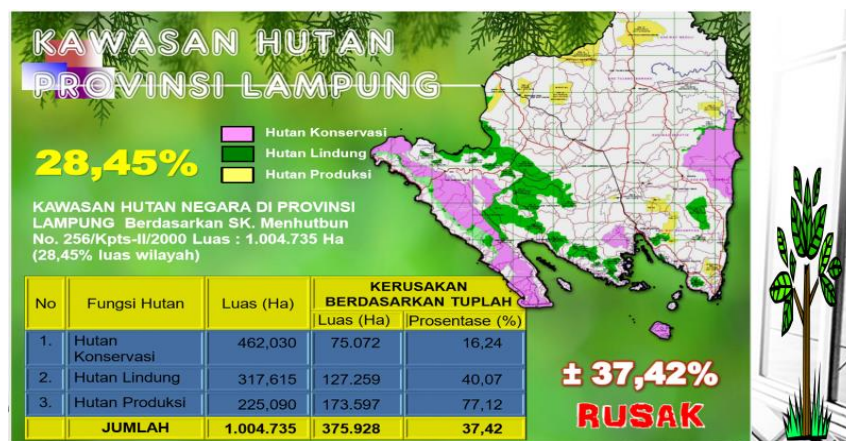 KAWASAN HUTAN
PROVINSI LAMPUNG
28,45%
Hutan Konservasi
Hutan Lindung
Hutan Produksi
KAWASAN HUTAN NEGARA DI PROVINSI
LAMPUNG Berdasarkan SK. Menhutbun
No. 256/Kpts-II/2000 Luas : 1.004.735 Ha
(28,45% luas wilayah)
No Fungsi Hutan Luas (Ha) KERUSAKAN BERDASARKAN TUPLAH
Luas (Ha) Prosentase (%)
1. Hutan Konservasi 462,030 75.072 16,24
2. Hutan Lindung 317,615 127.259 40,07
3. Hutan Produksi 225,090 173.597 77,12
JUMLAH 1.004.735 375.928 37,42
± 37,42%
RUSAK